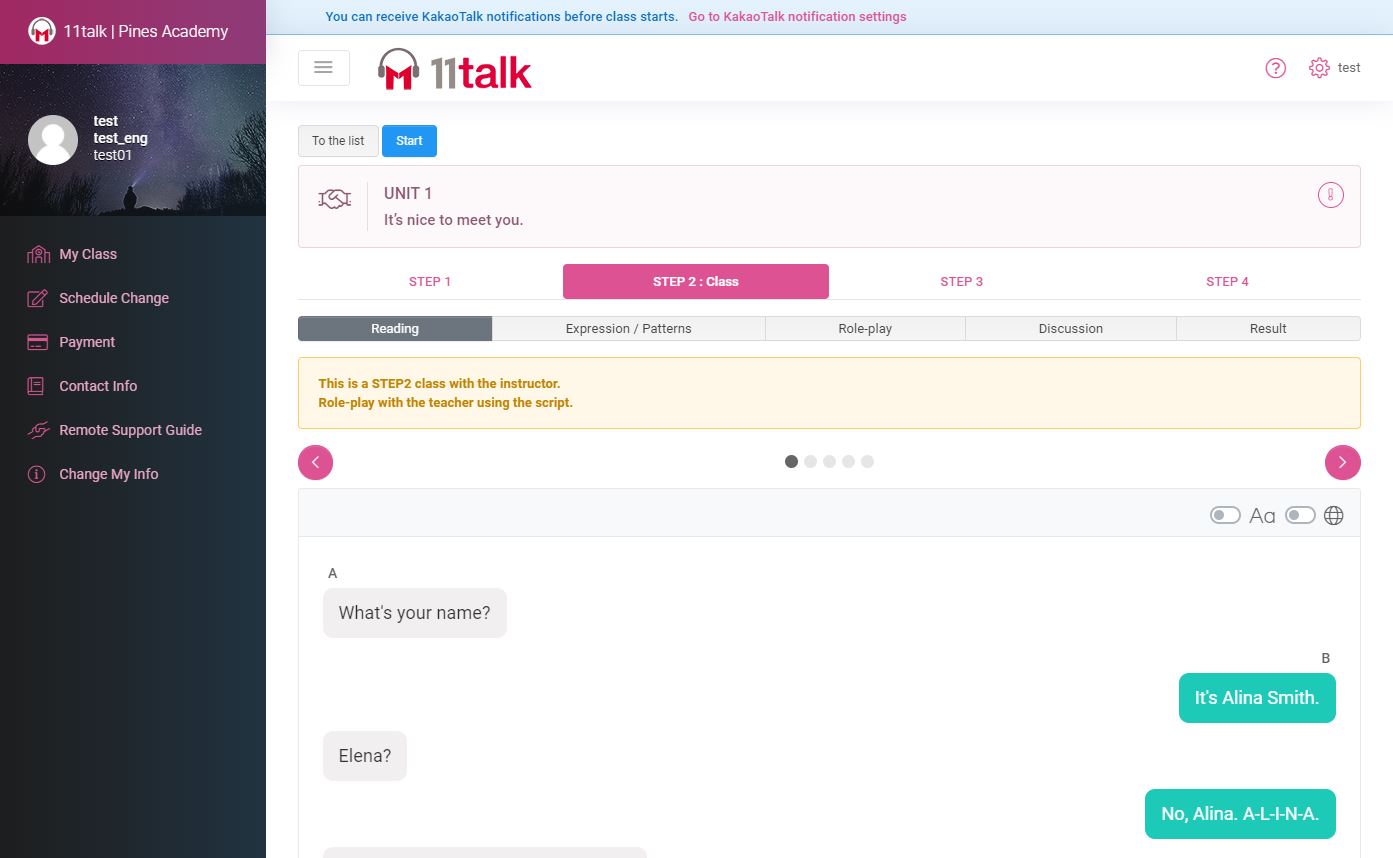 11talk | Pines Academy
You can receive KakaoTalk notifications before class starts. Go to KakaoTalk notification settings
11talk
test
test
test_eng
test01
My Class
Schedule Change
Payment
Contact Info
Remote Support Guide
Change My Info
To the list
Start
UNIT 1
It's nice to meet you.
STEP 1
STEP 2 : Class
STEP 3
STEP 4
Reading
Expression / Patterns
Role-play
Discussion
Result
This is a STEP2 class with the instructor.
Role-play with the teacher using the script.
Aa
A
What's your name?
B
It's Alina Smith.
Elena?
No, Alina. A-L-I-N-A.